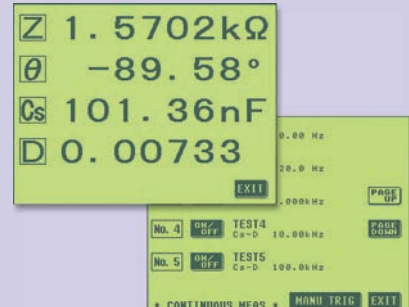 Z 1.5702kΩ
θ -89.58°
Cs 101.36nF
D 0.00733
EXIT
0.00 Hz
20.0 Hz
.000kHz
PAGE UP
No. 4 ON/OFF TEST4
Cs-D 10.00kHz
PAGE DOWN
No. 5 ON/OFF TEST5
Cs-D 100.0kHz
* CONTINUOUS MEAS * MANU TRIG EXIT